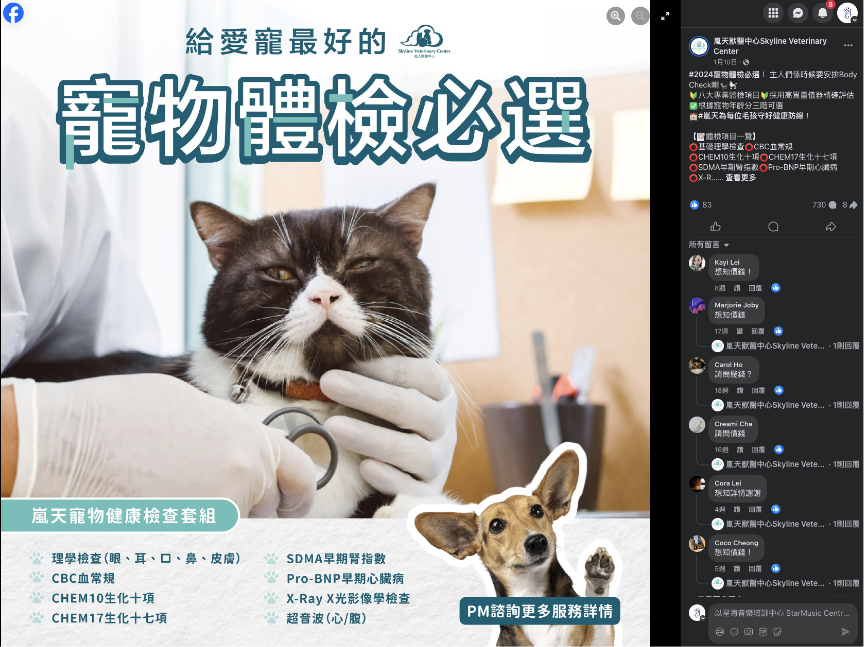 給愛寵最好的
Skyline Veterinary Center
寵物體檢必選
嵐天寵物健康檢查套組
理學檢查(眼、耳、口、鼻、皮膚)
CBC血常規
CHEM10生化十項
CHEM17生化十七項
SDMA早期腎指數
Pro-BNP早期心臟病
X-Ray X光影像學檢查
超音波(心/腹)
PM諮詢更多服務詳情
8
嵐天獸醫中心Skyline Veterinary
Center
1月10日
#2024寵物體檢必選！ 主人們係時候要安排Body
Check喇
八大專業體檢項目 採用高質量儀器精確評估
根據寵物年齡分三階可選
#嵐天為每位毛孩守好健康防線！
【體檢項目一覽】
基礎理學檢查 CBC血常規
CHEM10生化十項 CHEM17生化十七項
SDMA早期腎指數 Pro-BNP早期心臟病
X-R...... 查看更多
83
730
8
所有留言
Kayi Lei
想知價錢！
8週 讚 回覆
Marjorie Joby
想知價錢
17週 讚 回覆
嵐天獸醫中心Skyline Vete... · 1則回覆
Carol Ho
請問幾錢？
18週 讚 回覆
嵐天獸醫中心Skyline Vete... · 1則回覆
Creami Cha
請問價錢
16週 讚 回覆
嵐天獸醫中心Skyline Vete... · 1則回覆
Cora Lei
想知詳情謝謝
4週 讚 回覆
嵐天獸醫中心Skyline Vete... · 1則回覆
Coco Cheong
想知價錢！
5週 讚 回覆
嵐天獸醫中心Skyline Vete... · 1則回覆
以星海音樂培訓中心 StarMusic Centr...